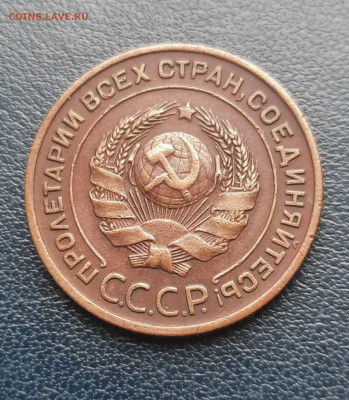 COINS.LAVE.RU
ПРОЛЕТАРИИ ВСЕХ СТРАН, СОЕДИНЯЙТЕСЬ!
С.С.С.Р.